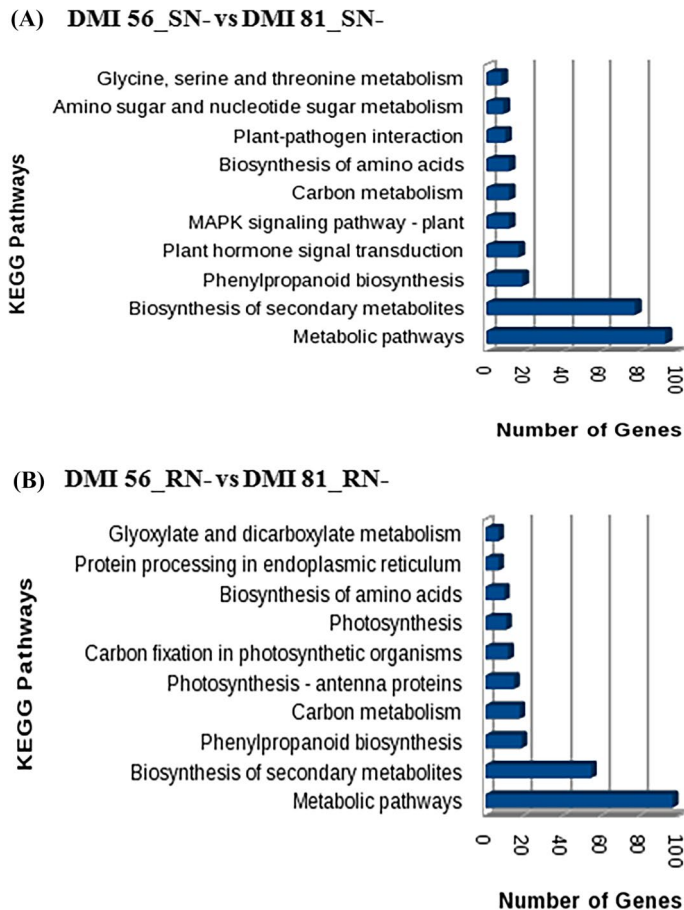 (A) DMI 56_SN- vs DMI 81_SN-
KEGG Pathways
Glycine, serine and threonine metabolism
Amino sugar and nucleotide sugar metabolism
Plant-pathogen interaction
Biosynthesis of amino acids
Carbon metabolism
MAPK signaling pathway - plant
Plant hormone signal transduction
Phenylpropanoid biosynthesis
Biosynthesis of secondary metabolites
Metabolic pathways
0 20 40 60 80 100
Number of Genes
(B) DMI 56_RN- vs DMI 81_RN-
KEGG Pathways
Glyoxylate and dicarboxylate metabolism
Protein processing in endoplasmic reticulum
Biosynthesis of amino acids
Photosynthesis
Carbon fixation in photosynthetic organisms
Photosynthesis - antenna proteins
Carbon metabolism
Phenylpropanoid biosynthesis
Biosynthesis of secondary metabolites
Metabolic pathways
0 20 40 60 80 100
Number of Genes